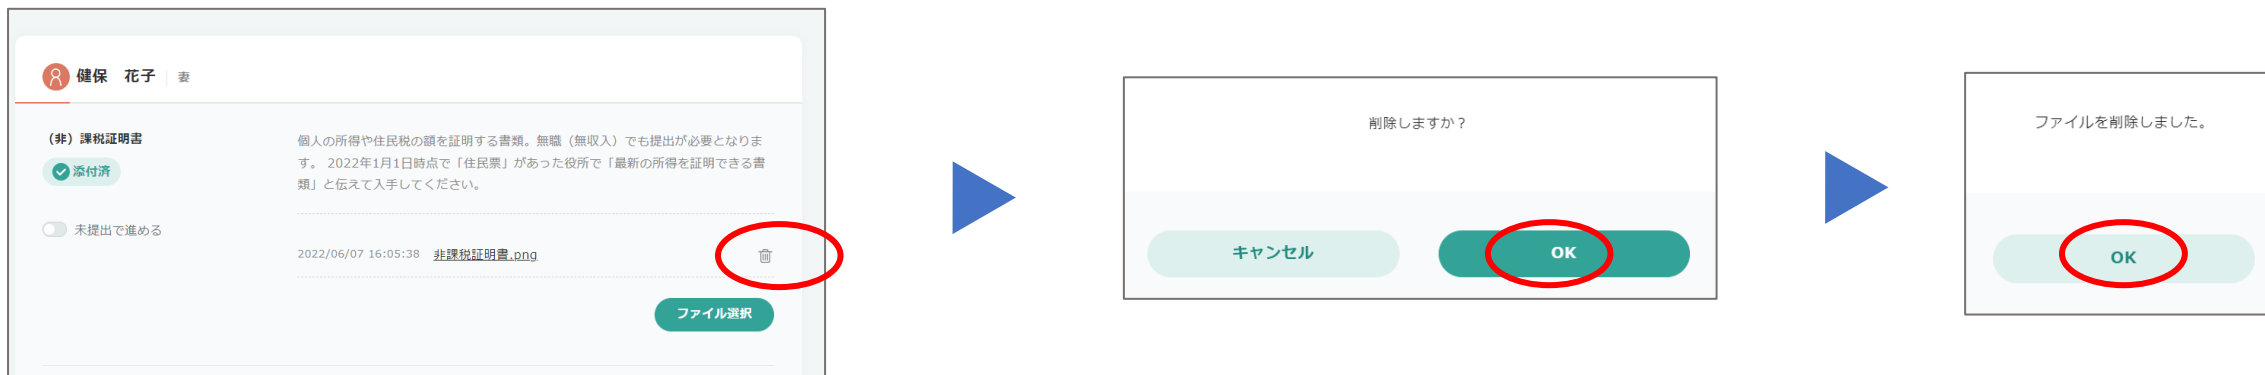 健保　花子 妻
（非）課税証明書
添付済
未提出で進める
個人の所得や住民税の額を証明する書類。無職（無収入）でも提出が必要となりま
す。 2022年1月1日時点で「住民票」があった役所で「最新の所得を証明できる書
類」と伝えて入手してください。
2022/06/07 16:05:38 非課税証明書.png
ファイル選択
削除しますか？
キャンセル OK
ファイルを削除しました。
OK